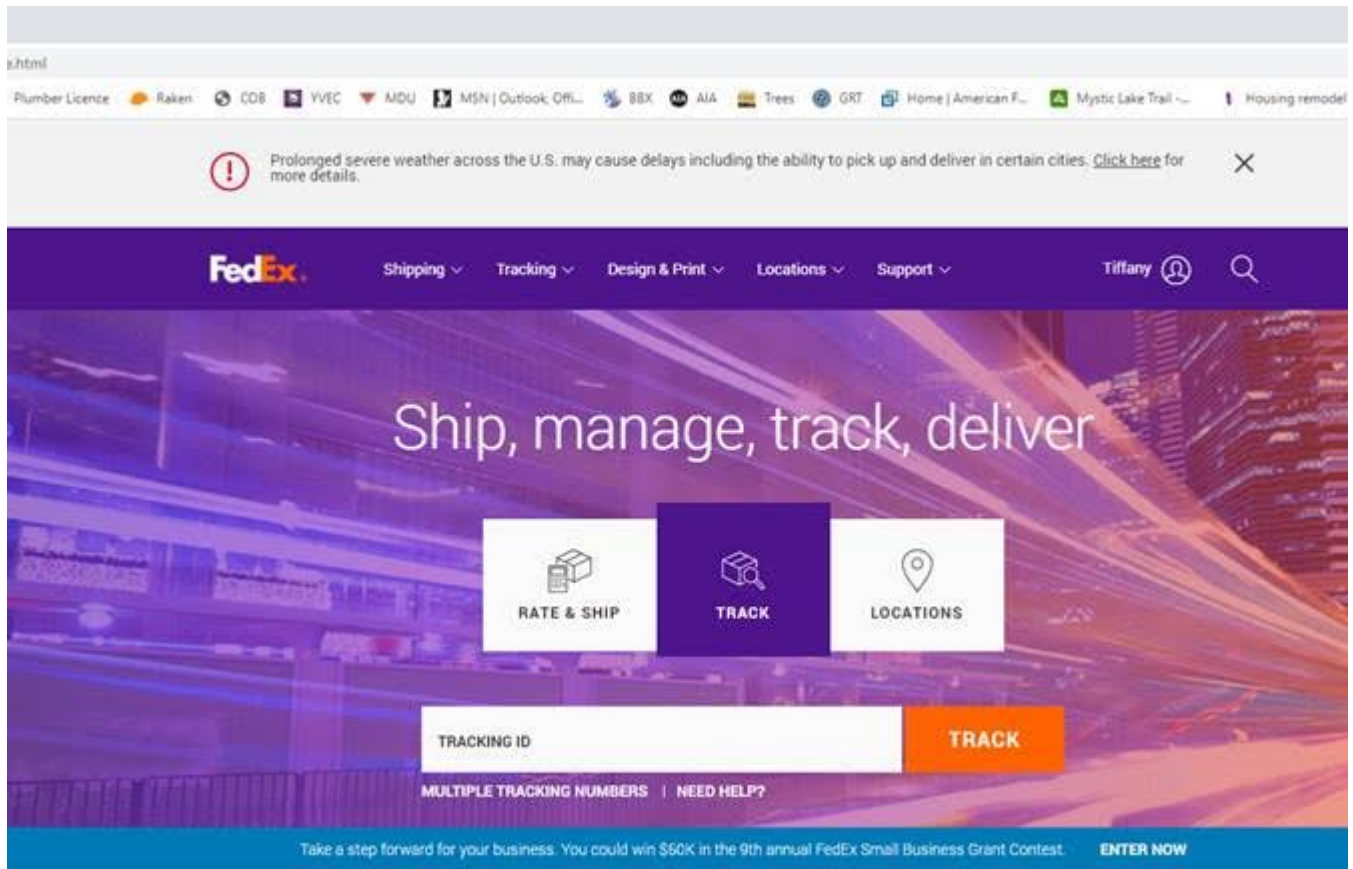 e.html
Plumber Licence Raken COB YVEC MDU MSN | Outlook, Offi... BBX AIA Trees GRT Home | American F... Mystic Lake Trail -... Housing remodel
Prolonged severe weather across the U.S. may cause delays including the ability to pick up and deliver in certain cities. Click here for
more details.
FedEx. Shipping Tracking Design & Print Locations Support Tiffany
Ship, manage, track, deliver
RATE & SHIP TRACK LOCATIONS
TRACKING ID TRACK
MULTIPLE TRACKING NUMBERS | NEED HELP?
Take a step forward for your business. You could win $60K in the 9th annual FedEx Small Business Grant Contest. ENTER NOW